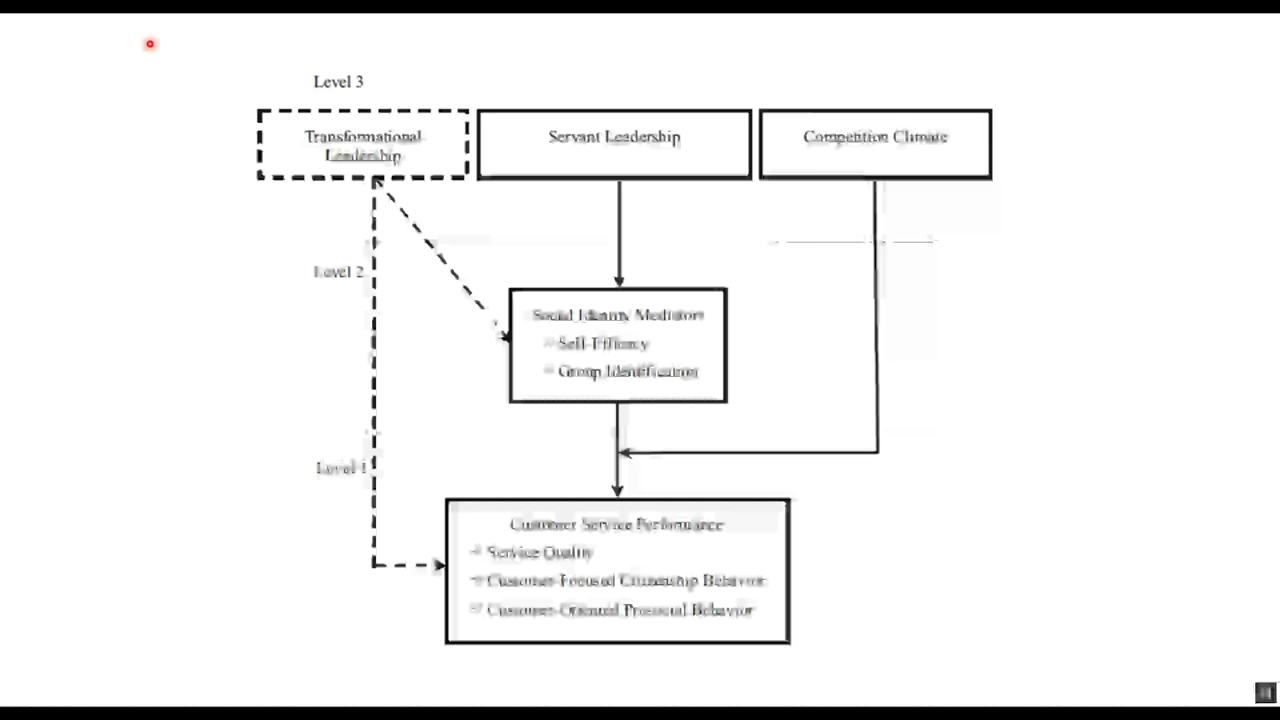 Level 3
Transformational
Leadership
Servant Leadership
Competition Climate
Level 2
Social Identity Mediators
Self-Efficacy
Group Identification
Level 1
Customer Service Performance
Service Quality
Customer-Focused Citizenship Behavior
Customer-Oriented Prosocial Behavior